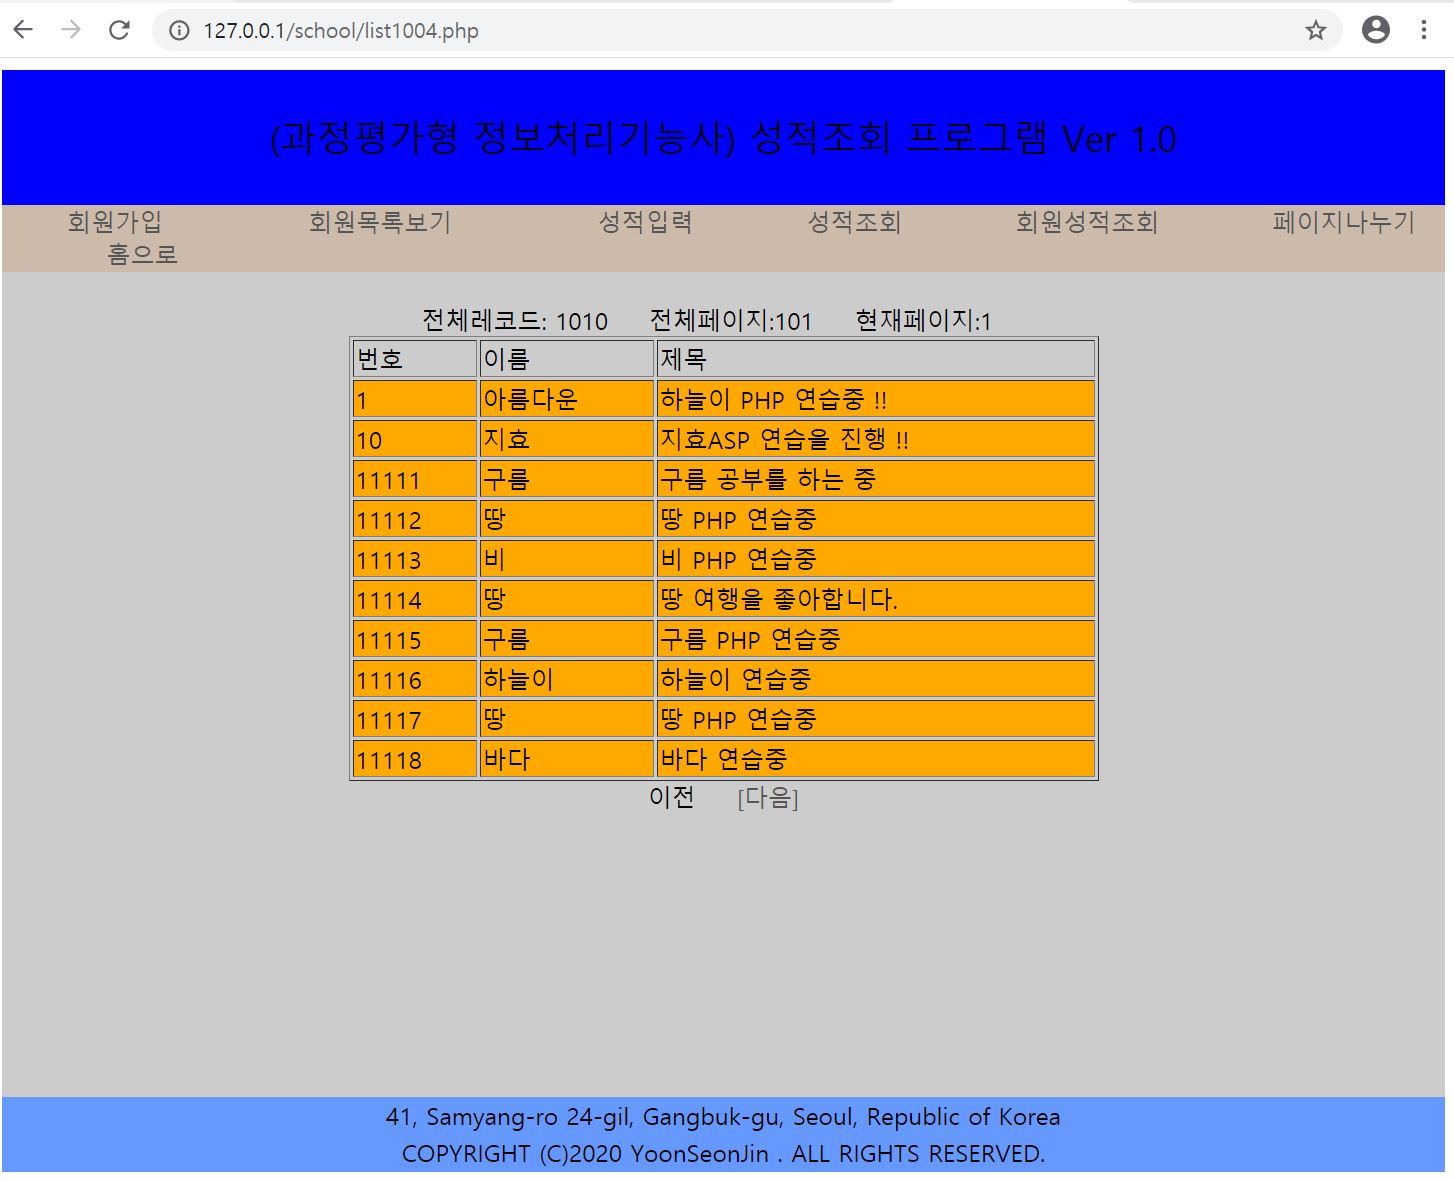 127.0.0.1/school/list1004.php
(과정평가형 정보처리기능사) 성적조회 프로그램 Ver 1.0
회원가입 회원목록보기 성적입력 성적조회 회원성적조회 페이지나누기
홈으로
전체레코드: 1010 전체페이지:101 현재페이지:1
번호 이름 제목
1 아름다운 하늘이 PHP 연습중 !!
10 지효 지효ASP 연습을 진행 !!
11111 구름 구름 공부를 하는 중
11112 땅 땅 PHP 연습중
11113 비 비 PHP 연습중
11114 땅 땅 여행을 좋아합니다.
11115 구름 구름 PHP 연습중
11116 하늘이 하늘이 연습중
11117 땅 땅 PHP 연습중
11118 바다 바다 연습중
이전 [다음]
41, Samyang-ro 24-gil, Gangbuk-gu, Seoul, Republic of Korea
COPYRIGHT (C)2020 YoonSeonJin . ALL RIGHTS RESERVED.